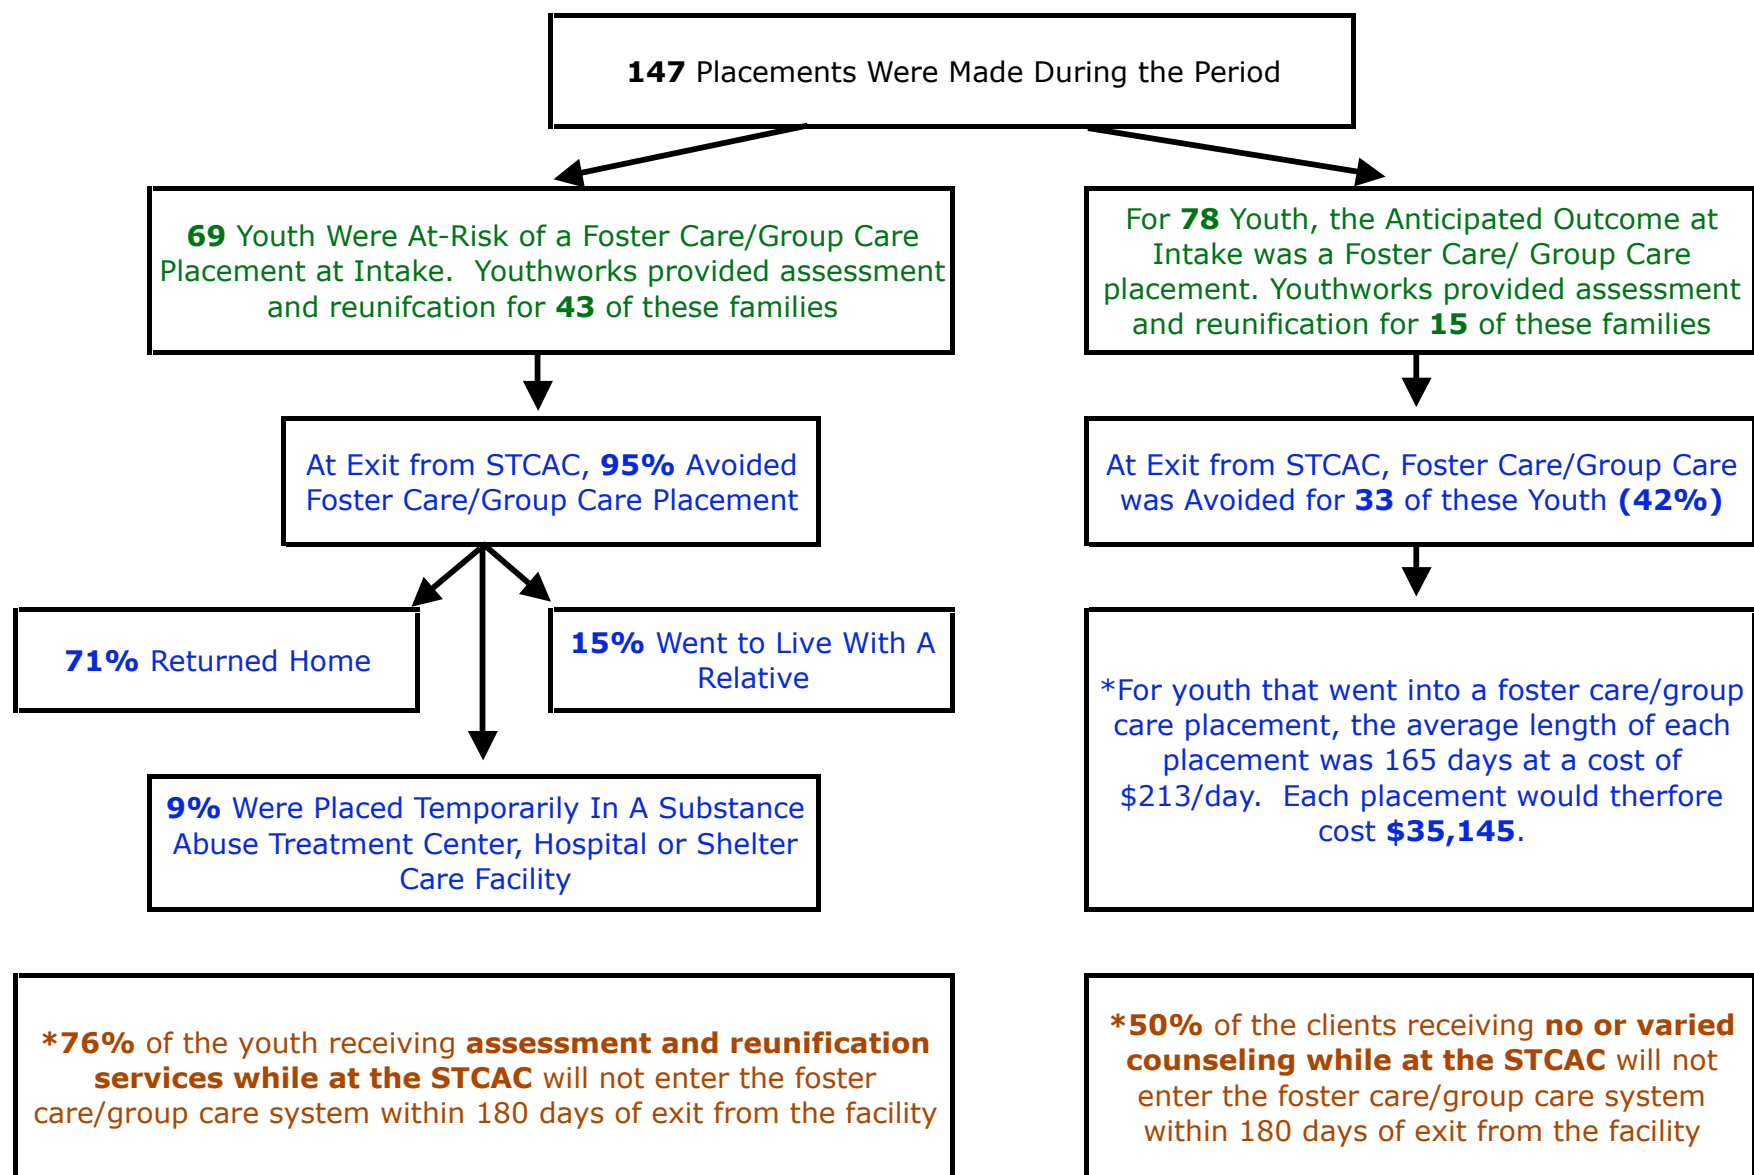 147 Placements Were Made During the Period
69 Youth Were At-Risk of a Foster Care/Group Care
Placement at Intake.  Youthworks provided assessment
and reunifcation for 43 of these families
For 78 Youth, the Anticipated Outcome at
Intake was a Foster Care/ Group Care
placement. Youthworks provided assessment
and reunification for 15 of these families
At Exit from STCAC, 95% Avoided
Foster Care/Group Care Placement
At Exit from STCAC, Foster Care/Group Care
was Avoided for 33 of these Youth (42%)
71% Returned Home
15% Went to Live With A
Relative
9% Were Placed Temporarily In A Substance
Abuse Treatment Center, Hospital or Shelter
Care Facility
*For youth that went into a foster care/group
care placement, the average length of each
placement was 165 days at a cost of
$213/day.  Each placement would therfore
cost $35,145.
*76% of the youth receiving assessment and reunification
services while at the STCAC will not enter the foster
care/group care system within 180 days of exit from the facility
*50% of the clients receiving no or varied
counseling while at the STCAC will not
enter the foster care/group care system
within 180 days of exit from the facility